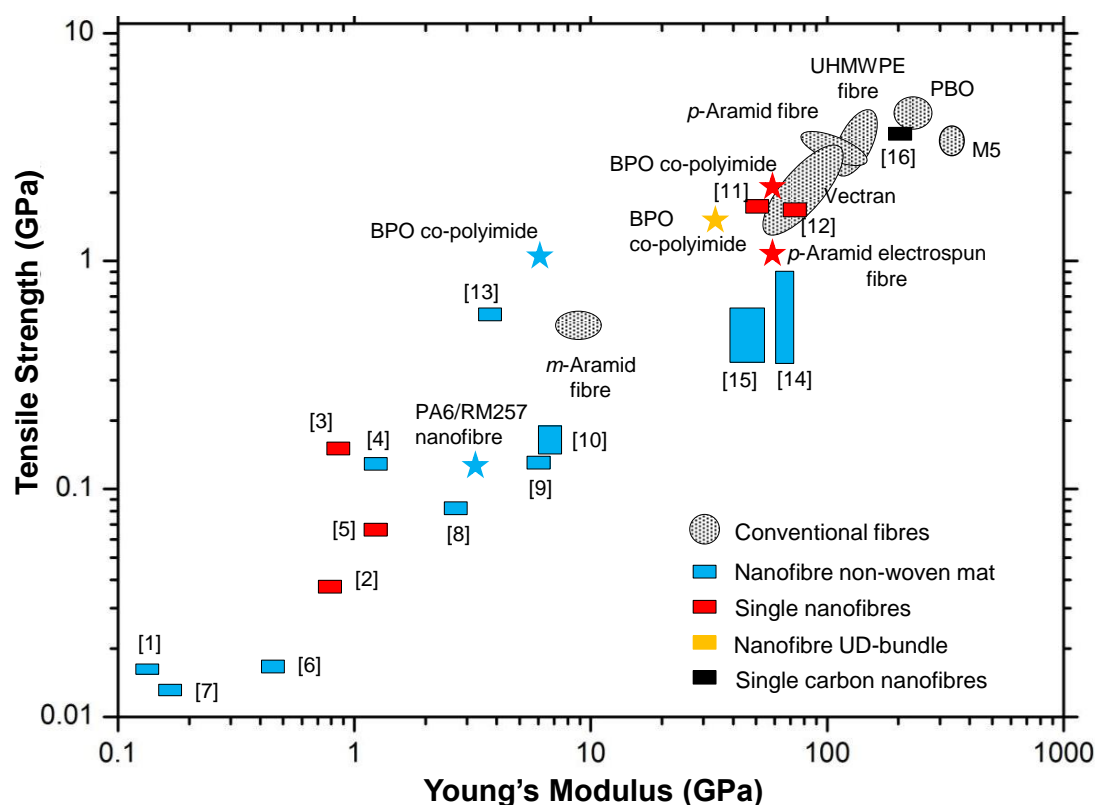 10
1
0.1
0.01
Tensile Strength (GPa)
0.1
1
10
100
1000
Young's Modulus (GPa)
UHMWPE
fibre
PBO
p-Aramid fibre
[16]
M5
BPO co-polyimide
[11]
Vectran
BPO
co-polyimide
[12]
BPO co-polyimide
p-Aramid electrospun
fibre
[13]
m-Aramid
fibre
[15]
[14]
[3]
[4]
PA6/RM257
nanofibre
[10]
[9]
[5]
[8]
[2]
[1]
[6]
[7]
Conventional fibres
Nanofibre non-woven mat
Single nanofibres
Nanofibre UD-bundle
Single carbon nanofibres